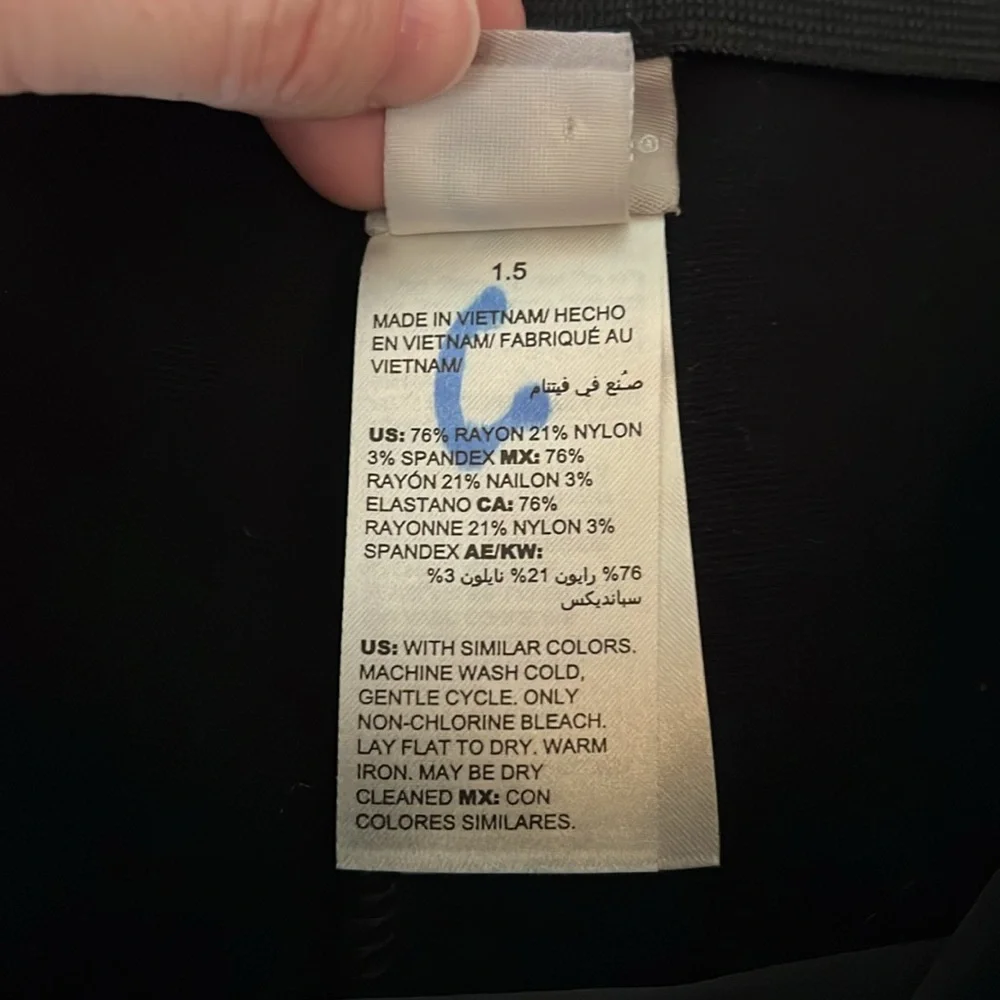 ®
1.5
MADE IN VIETNAM/ HECHO
EN VIETNAM/ FABRIQUÉ AU
VIETNAM/
صُنع في فيتنام
US: 76% RAYON 21% NYLON
3% SPANDEX MX: 76%
RAYÓN 21% NAILON 3%
ELASTANO CA: 76%
RAYONNE 21% NYLON 3%
SPANDEX AE/KW:
76% رايون 21% نايلون 3%
سبانديكس
US: WITH SIMILAR COLORS.
MACHINE WASH COLD,
GENTLE CYCLE. ONLY
NON-CHLORINE BLEACH.
LAY FLAT TO DRY. WARM
IRON. MAY BE DRY
CLEANED MX: CON
COLORES SIMILARES.